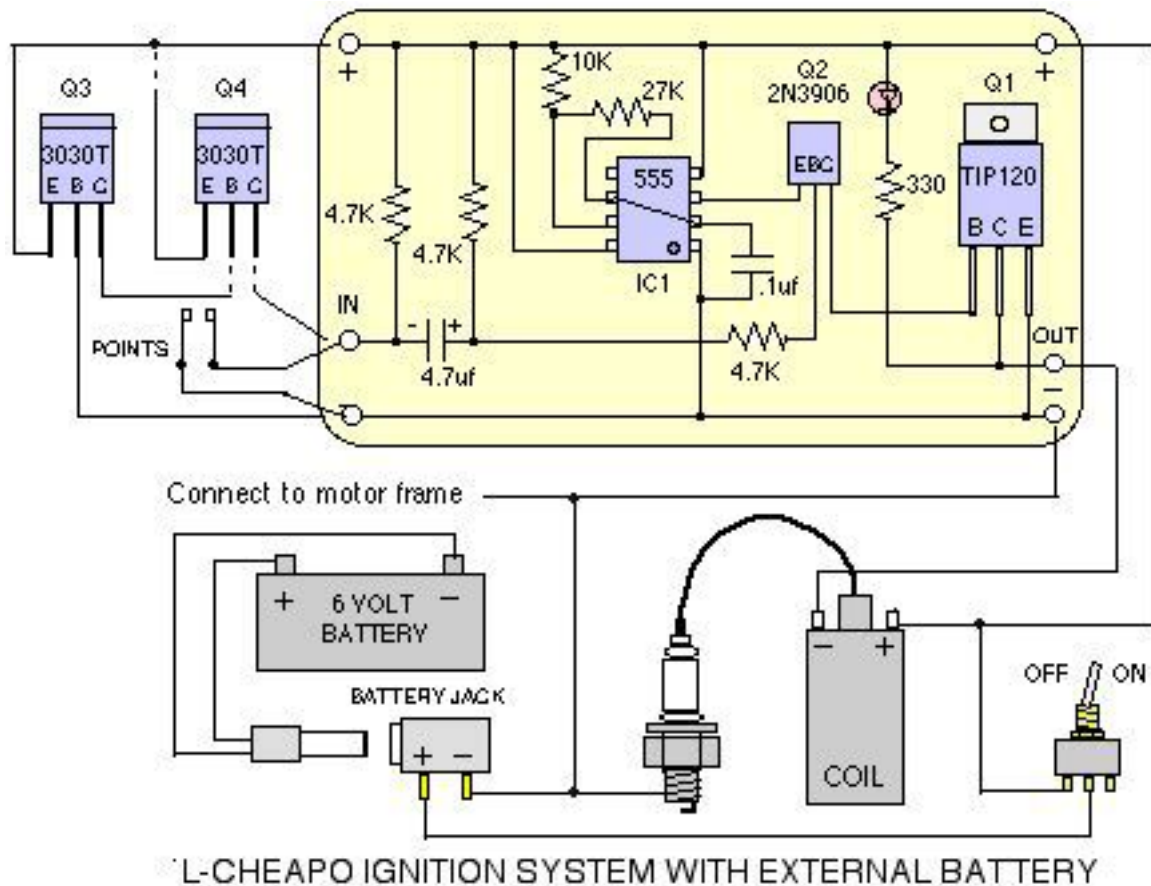 +
+
Q3
Q4
10K
27K
Q2
2N3906
Q1
3030T
E B C
3030T
E B C
555
EBC
330
TIP120
B C E
4.7K
4.7K
IC1
.1uf
IN
- +
4.7uf
4.7K
OUT
POINTS
-
-
Connect to motor frame
+ 6 VOLT -
BATTERY
- +
COIL
OFF ON
BATTERY JACK
+ -
'L-CHEAPO IGNITION SYSTEM WITH EXTERNAL BATTERY